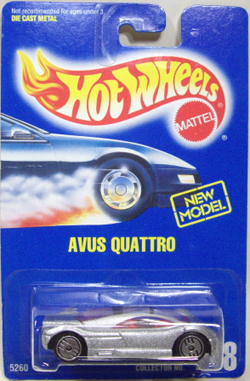 Not recommended for ages under 3
DIE CAST METAL
Hot Wheels
MATTEL
NEW
MODEL
AVUS QUATTRO
5260
COLLECTOR NO.
8